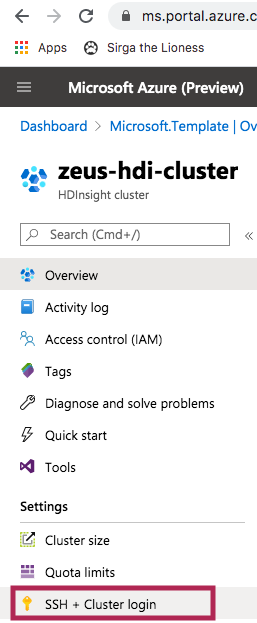 ms.portal.azure.c
Apps
Sirga the Lioness
Microsoft Azure (Preview)
Dashboard > Microsoft.Template | Ov
zeus-hdi-cluster
HDInsight cluster
Search (Cmd+/)
«
Overview
Activity log
Access control (IAM)
Tags
Diagnose and solve problems
Quick start
Tools
Settings
Cluster size
Quota limits
SSH + Cluster login